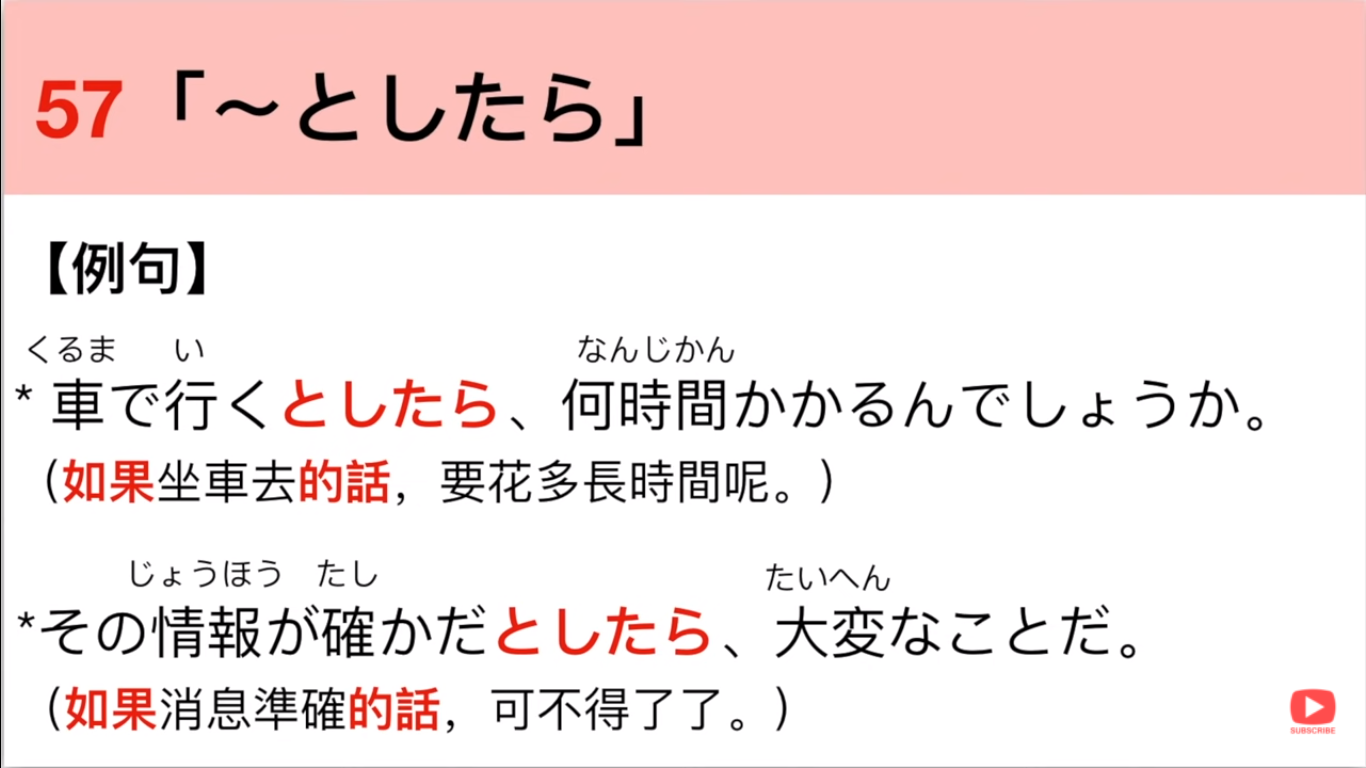 57「～としたら」
【例句】
くるま い なんじかん
* 車で行くとしたら、何時間かかるんでしょうか。
（如果坐車去的話，要花多長時間呢。）
じょうほう たし たいへん
*その情報が確かだとしたら、大変なことだ。
（如果消息準確的話，可不得了了。）
SUBSCRIBE